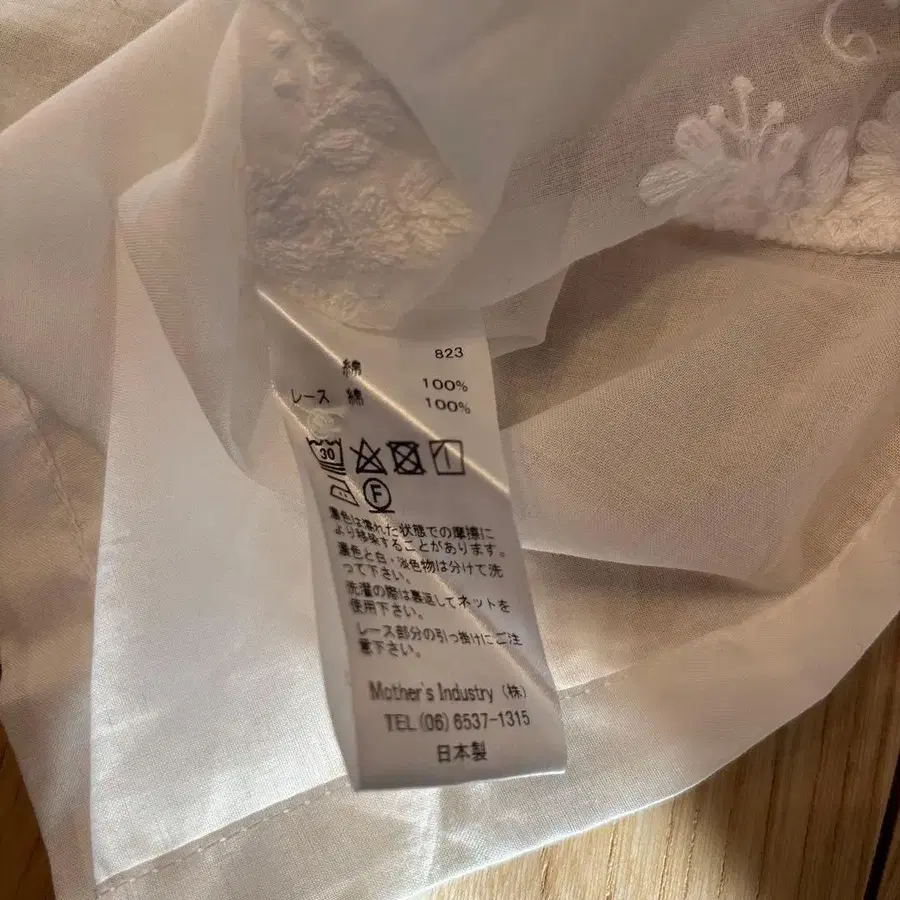 823
綿 100%
レース 綿 100%
30
F
濃色は濡れた状態での摩擦に
より移染することがあります。
濃色と白・淡色物は分けて洗
って下さい。
洗濯の際は裏返してネットを
使用下さい。
レース部分の引っ掛けにご注
意下さい。
Mother's Industry (株)
TEL(06)6537-1315
日本製